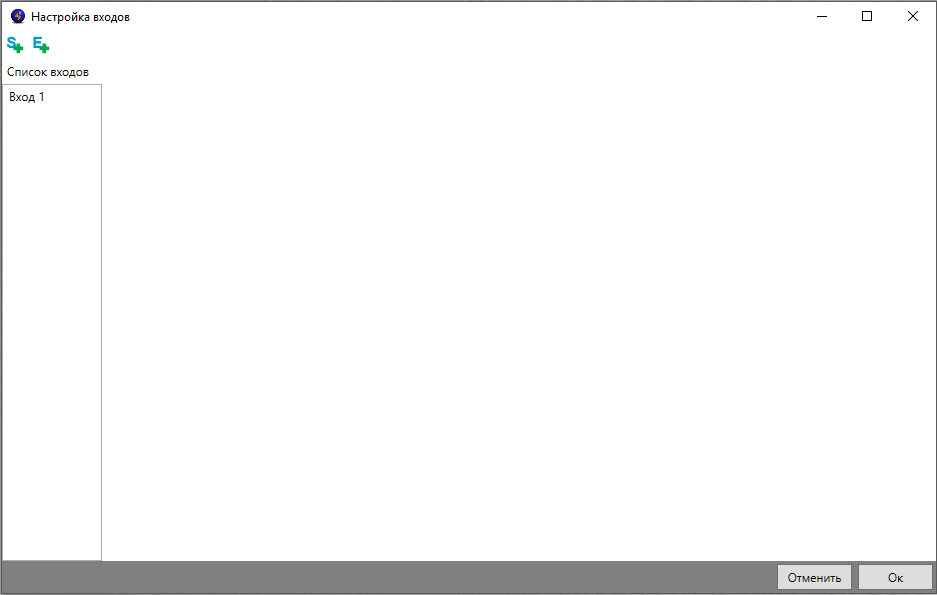 Настройка входов
S E
Список входов
Вход 1
Отменить Ок